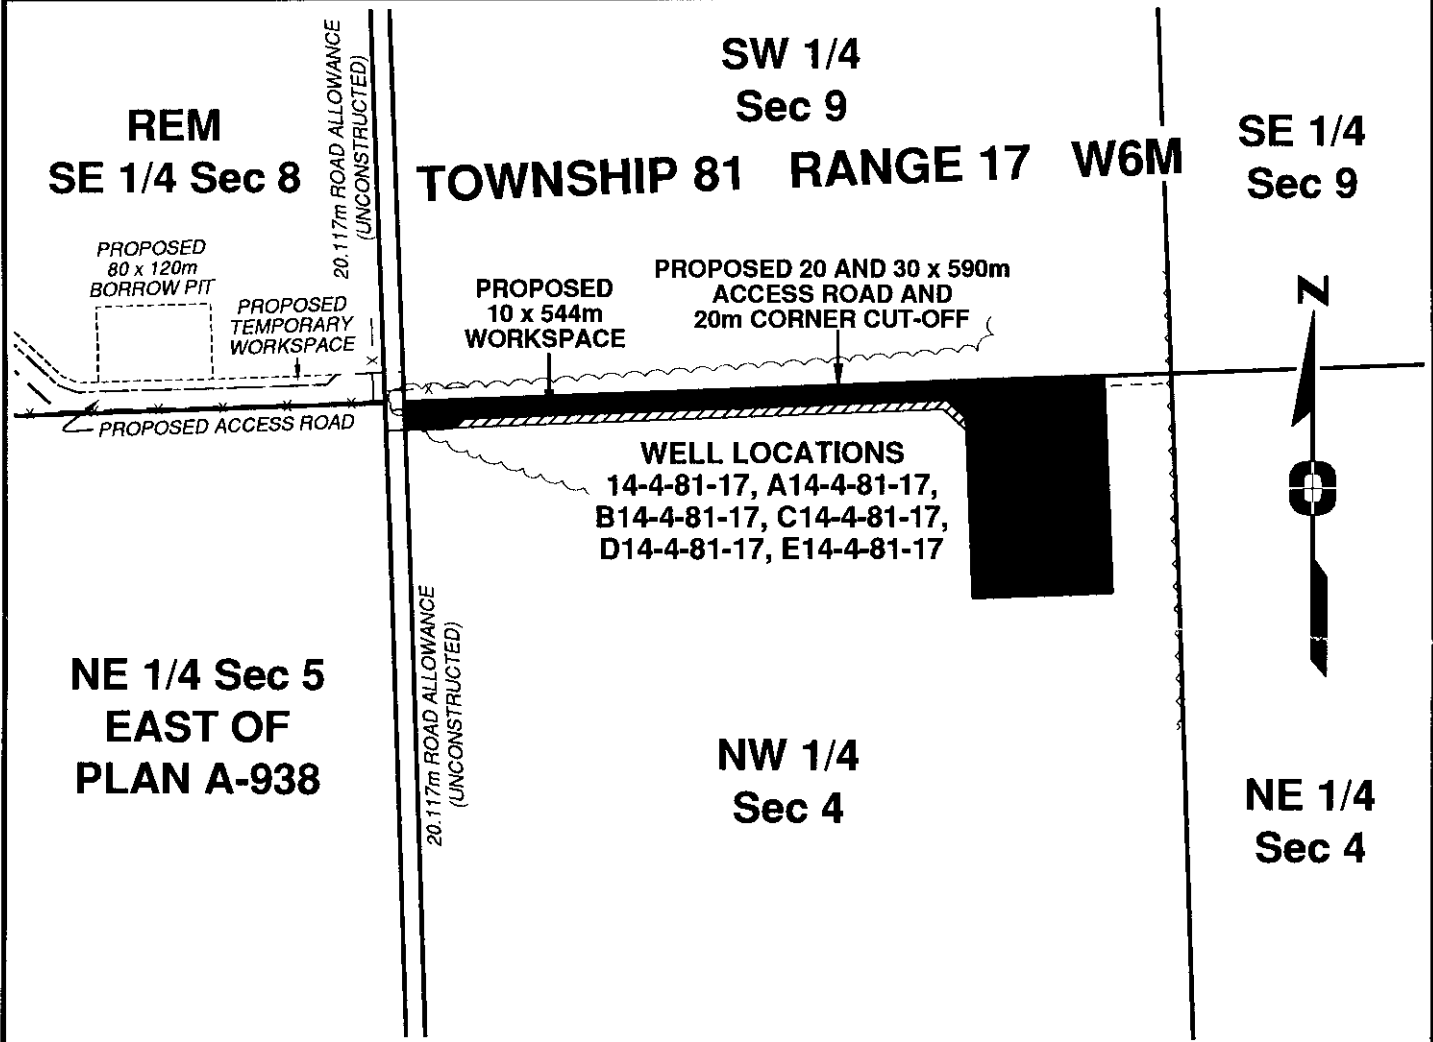 SW 1/4
Sec 9
REM
SE 1/4 Sec 8
20.117m ROAD ALLOWANCE
(UNCONSTRUCTED)
TOWNSHIP 81 RANGE 17 W6M
SE 1/4
Sec 9
PROPOSED
80 x 120m
BORROW PIT
PROPOSED
TEMPORARY
WORKSPACE
PROPOSED
10 x 544m
WORKSPACE
PROPOSED 20 AND 30 x 590m
ACCESS ROAD AND
20m CORNER CUT-OFF
N
PROPOSED ACCESS ROAD
WELL LOCATIONS
14-4-81-17, A14-4-81-17,
B14-4-81-17, C14-4-81-17,
D14-4-81-17, E14-4-81-17
20.117m ROAD ALLOWANCE
(UNCONSTRUCTED)
NE 1/4 Sec 5
EAST OF
PLAN A-938
NW 1/4
Sec 4
NE 1/4
Sec 4